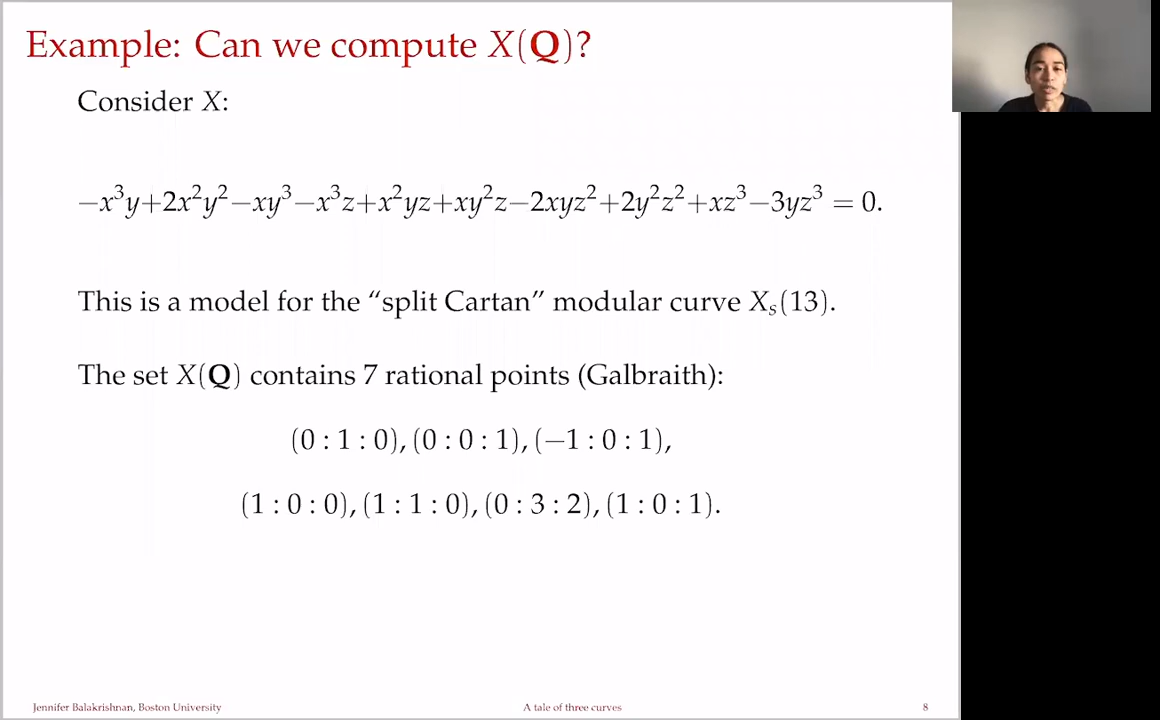 Example: Can we compute X(Q)?
Consider X:
−x³y+2x²y²−xy³−x³z+x²yz+xy²z−2xyz²+2y²z²+xz³−3yz³ = 0.
This is a model for the “split Cartan” modular curve Xₛ(13).
The set X(Q) contains 7 rational points (Galbraith):
(0 : 1 : 0), (0 : 0 : 1), (−1 : 0 : 1),
(1 : 0 : 0), (1 : 1 : 0), (0 : 3 : 2), (1 : 0 : 1).
Jennifer Balakrishnan, Boston University A tale of three curves 8